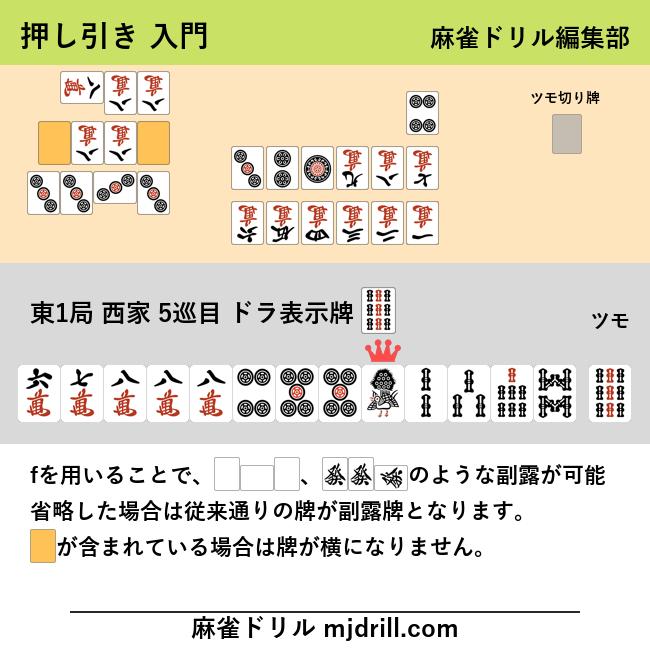 押し引き 入門
麻雀ドリル編集部
ツモ切り牌
東1局 西家 5巡目 ドラ表示牌
ツモ
六萬 七萬 八萬 八萬 八萬
fを用いることで、 、發發發のような副露が可能
省略した場合は従来通りの牌が副露牌となります。
が含まれている場合は牌が横になりません。
麻雀ドリル mjdrill.com